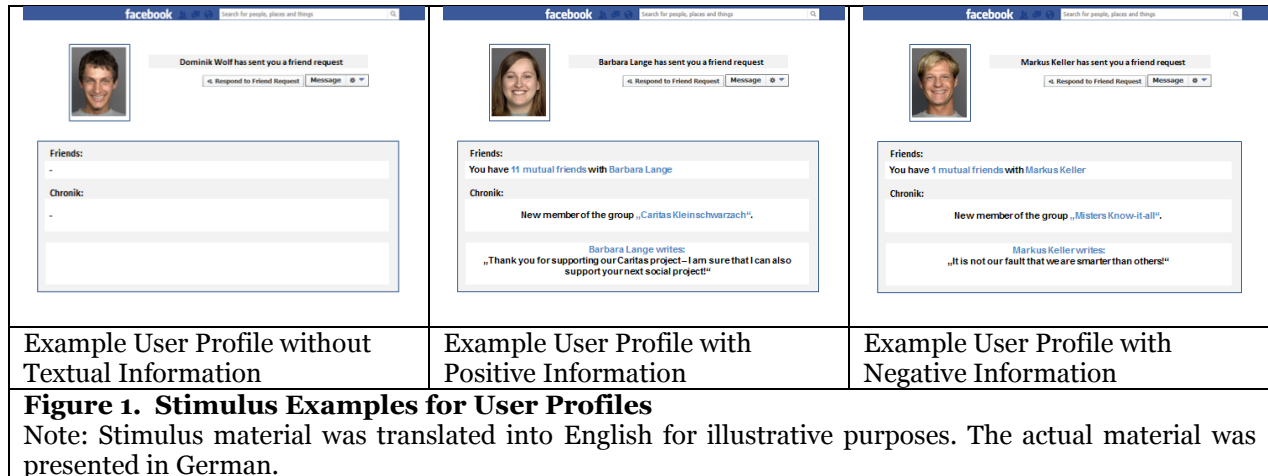 facebook Search for people, places and things
Dominik Wolf has sent you a friend request
Respond to Friend Request Message
Friends:
-
Chronik:
-
facebook Search for people, places and things
Barbara Lange has sent you a friend request
Respond to Friend Request Message
Friends:
You have 11 mutual friends with Barbara Lange
Chronik:
New member of the group „Caritas Kleinschwarzach“.
Barbara Lange writes:
„Thank you for supporting our Caritas project – I am sure that I can also
support your next social project!“
facebook Search for people, places and things
Markus Keller has sent you a friend request
Respond to Friend Request Message
Friends:
You have 1 mutual friends with Markus Keller
Chronik:
New member of the group „Misters Know-it-all“.
Markus Keller writes:
„It is not our fault that we are smarter than others!“
Example User Profile without
Textual Information
Example User Profile with
Positive Information
Example User Profile with
Negative Information
Figure 1. Stimulus Examples for User Profiles
Note: Stimulus material was translated into English for illustrative purposes. The actual material was
presented in German.